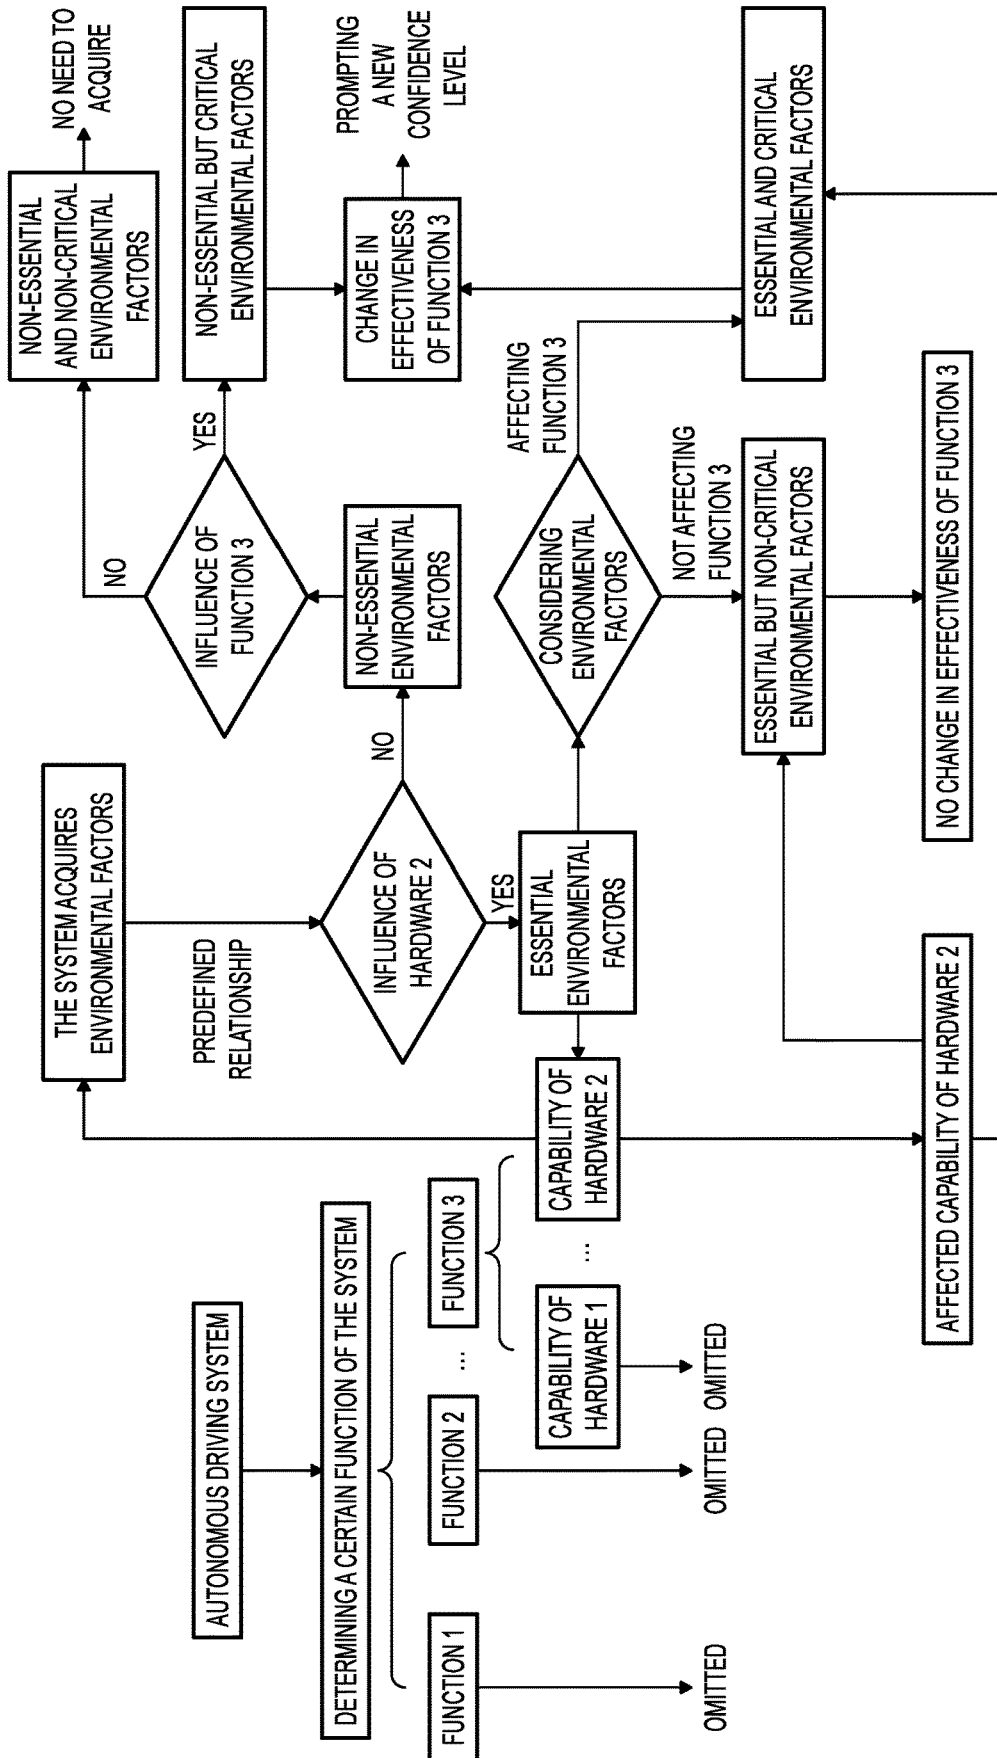 AUTONOMOUS DRIVING SYSTEM
DETERMINING A CERTAIN FUNCTION OF THE SYSTEM
FUNCTION 1
FUNCTION 2
...
FUNCTION 3
OMITTED
OMITTED
CAPABILITY OF
HARDWARE 1
...
CAPABILITY OF
HARDWARE 2
OMITTED
AFFECTED CAPABILITY OF HARDWARE 2
THE SYSTEM ACQUIRES
ENVIRONMENTAL FACTORS
PREDEFINED
RELATIONSHIP
INFLUENCE OF
HARDWARE 2
NO
YES
ESSENTIAL
ENVIRONMENTAL
FACTORS
NON-ESSENTIAL
ENVIRONMENTAL
FACTORS
INFLUENCE OF
FUNCTION 3
NO
YES
NON-ESSENTIAL
AND NON-CRITICAL
ENVIRONMENTAL
FACTORS
NO NEED TO
ACQUIRE
NON-ESSENTIAL BUT CRITICAL
ENVIRONMENTAL FACTORS
CHANGE IN
EFFECTIVENESS
OF FUNCTION 3
PROMPTING
A NEW
CONFIDENCE
LEVEL
CONSIDERING
ENVIRONMENTAL
FACTORS
AFFECTING
FUNCTION 3
NOT AFFECTING
FUNCTION 3
ESSENTIAL BUT NON-CRITICAL
ENVIRONMENTAL FACTORS
ESSENTIAL AND CRITICAL
ENVIRONMENTAL FACTORS
NO CHANGE IN EFFECTIVENESS OF FUNCTION 3